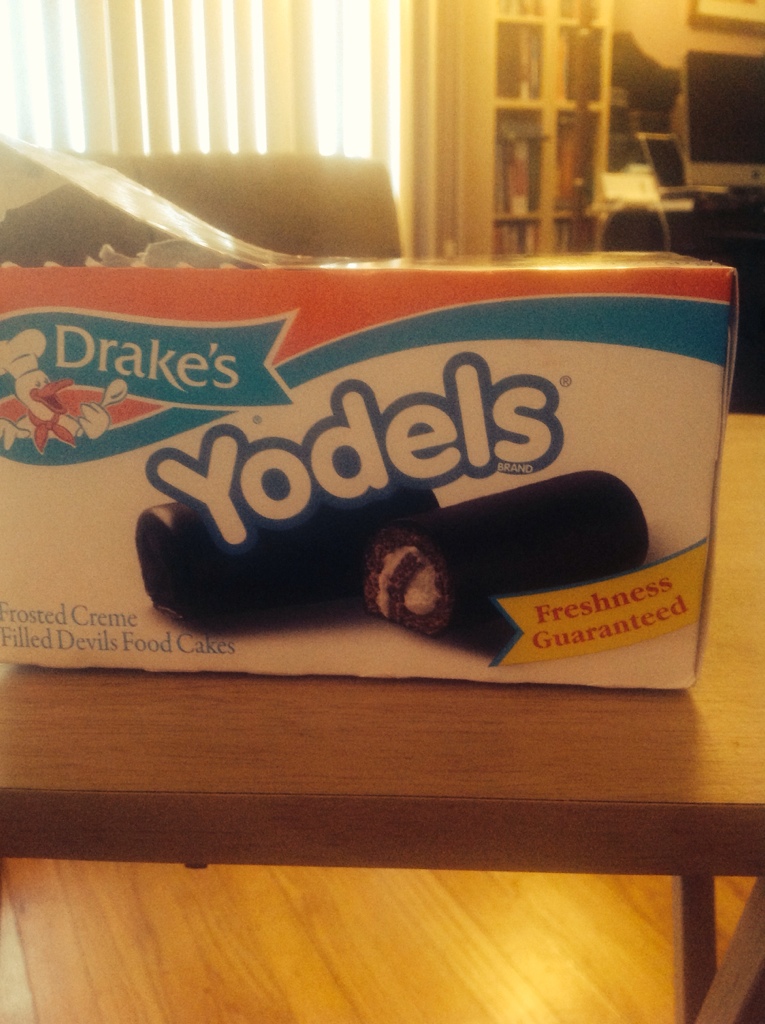 Drake's
Yodels®
BRAND
Frosted Creme
Filled Devils Food Cakes
Freshness
Guaranteed